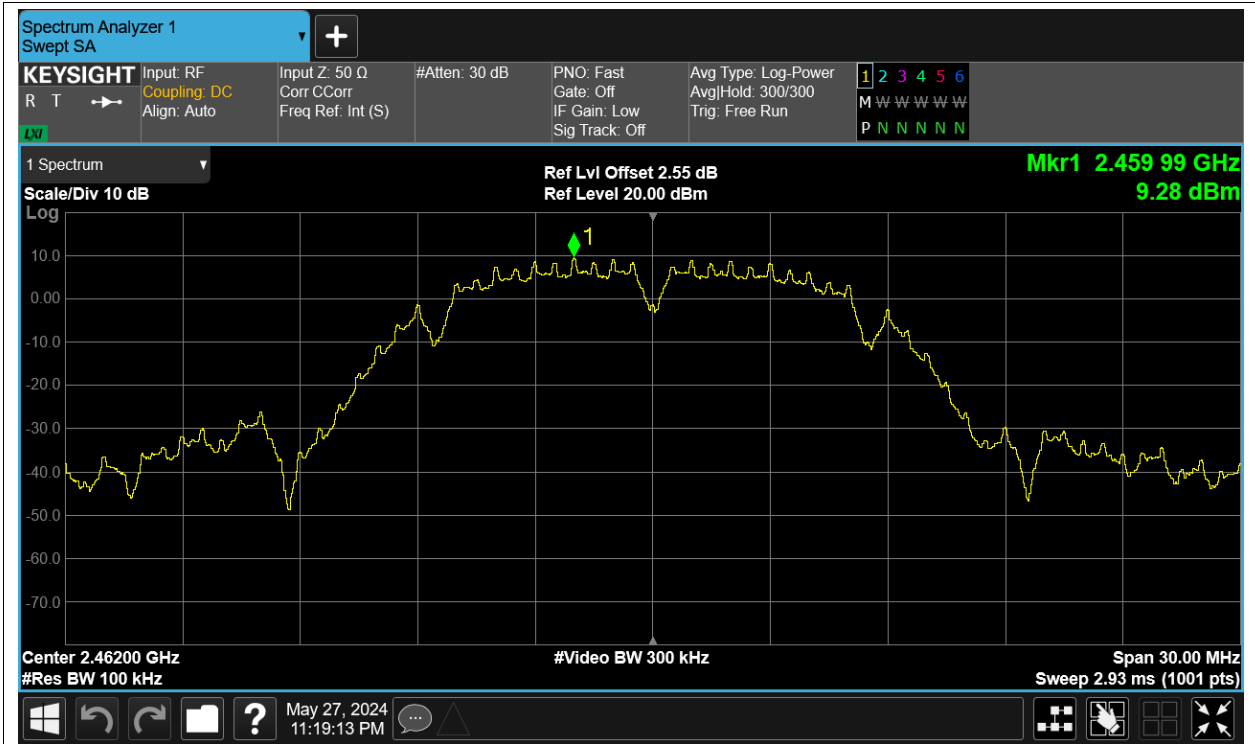 Spectrum Analyzer 1
Swept SA
KEYSIGHT
R T
LXI
Input: RF
Coupling: DC
Align: Auto
Input Z: 50 Ω
Corr CCorr
Freq Ref: Int (S)
#Atten: 30 dB
PNO: Fast
Gate: Off
IF Gain: Low
Sig Track: Off
Avg Type: Log-Power
Avg|Hold: 300/300
Trig: Free Run
1 2 3 4 5 6
M W W W W W
P N N N N N
1 Spectrum
Scale/Div 10 dB
Ref Lvl Offset 2.55 dB
Ref Level 20.00 dBm
Mkr1 2.459 99 GHz
9.28 dBm
Log
1
10.0
0.00
-10.0
-20.0
-30.0
-40.0
-50.0
-60.0
-70.0
Center 2.46200 GHz
#Video BW 300 kHz
Span 30.00 MHz
#Res BW 100 kHz
Sweep 2.93 ms (1001 pts)
?
May 27, 2024
11:19:13 PM